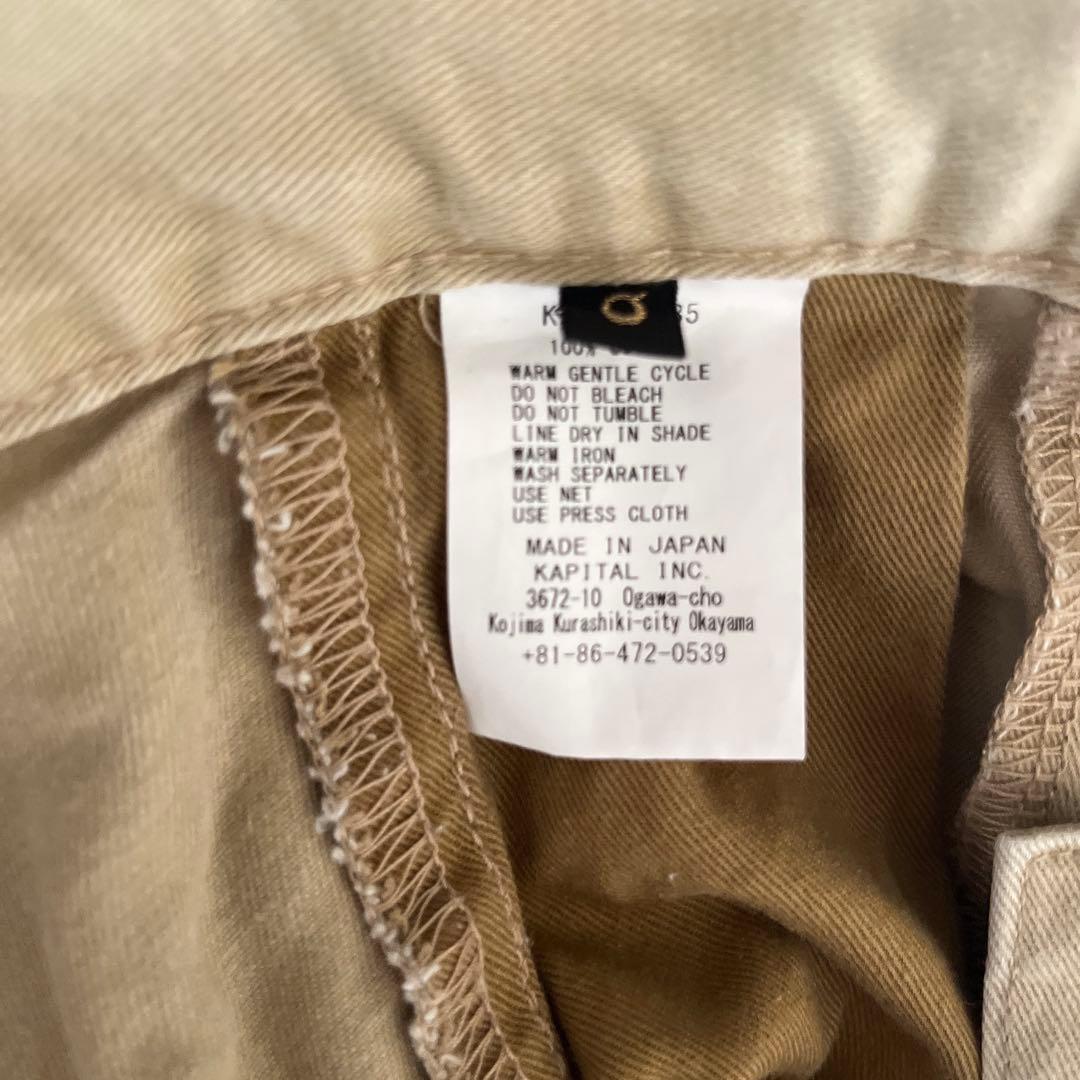 100%
WARM GENTLE CYCLE
DO NOT BLEACH
DO NOT TUMBLE
LINE DRY IN SHADE
WARM IRON
WASH SEPARATELY
USE NET
USE PRESS CLOTH
MADE IN JAPAN
KAPITAL INC.
3672-10 Ogawa-cho
Kojima Kurashiki-city Okayama
+81-86-472-0539